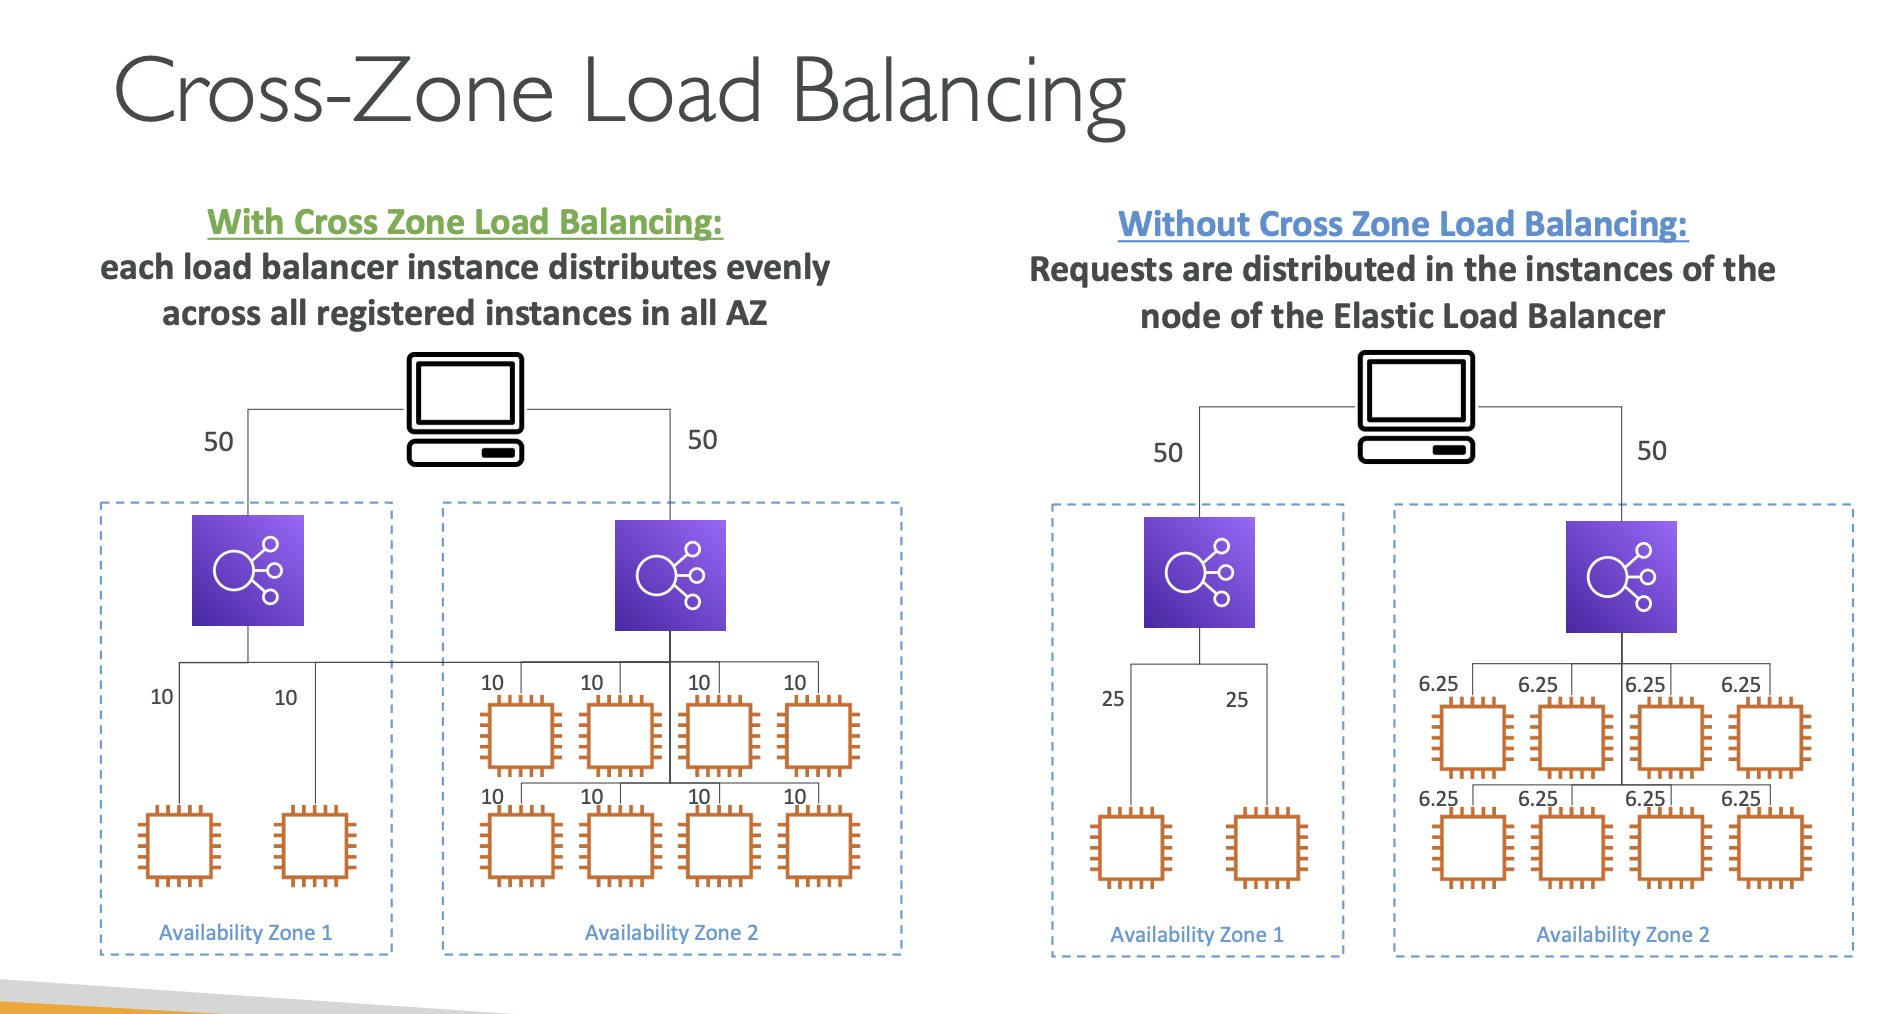 Cross-Zone Load Balancing
With Cross Zone Load Balancing:
each load balancer instance distributes evenly
across all registered instances in all AZ
50
50
10
10
10
10
10
10
10
10
10
10
Availability Zone 1
Availability Zone 2
Without Cross Zone Load Balancing:
Requests are distributed in the instances of the
node of the Elastic Load Balancer
50
50
25
25
6.25
6.25
6.25
6.25
6.25
6.25
6.25
6.25
Availability Zone 1
Availability Zone 2